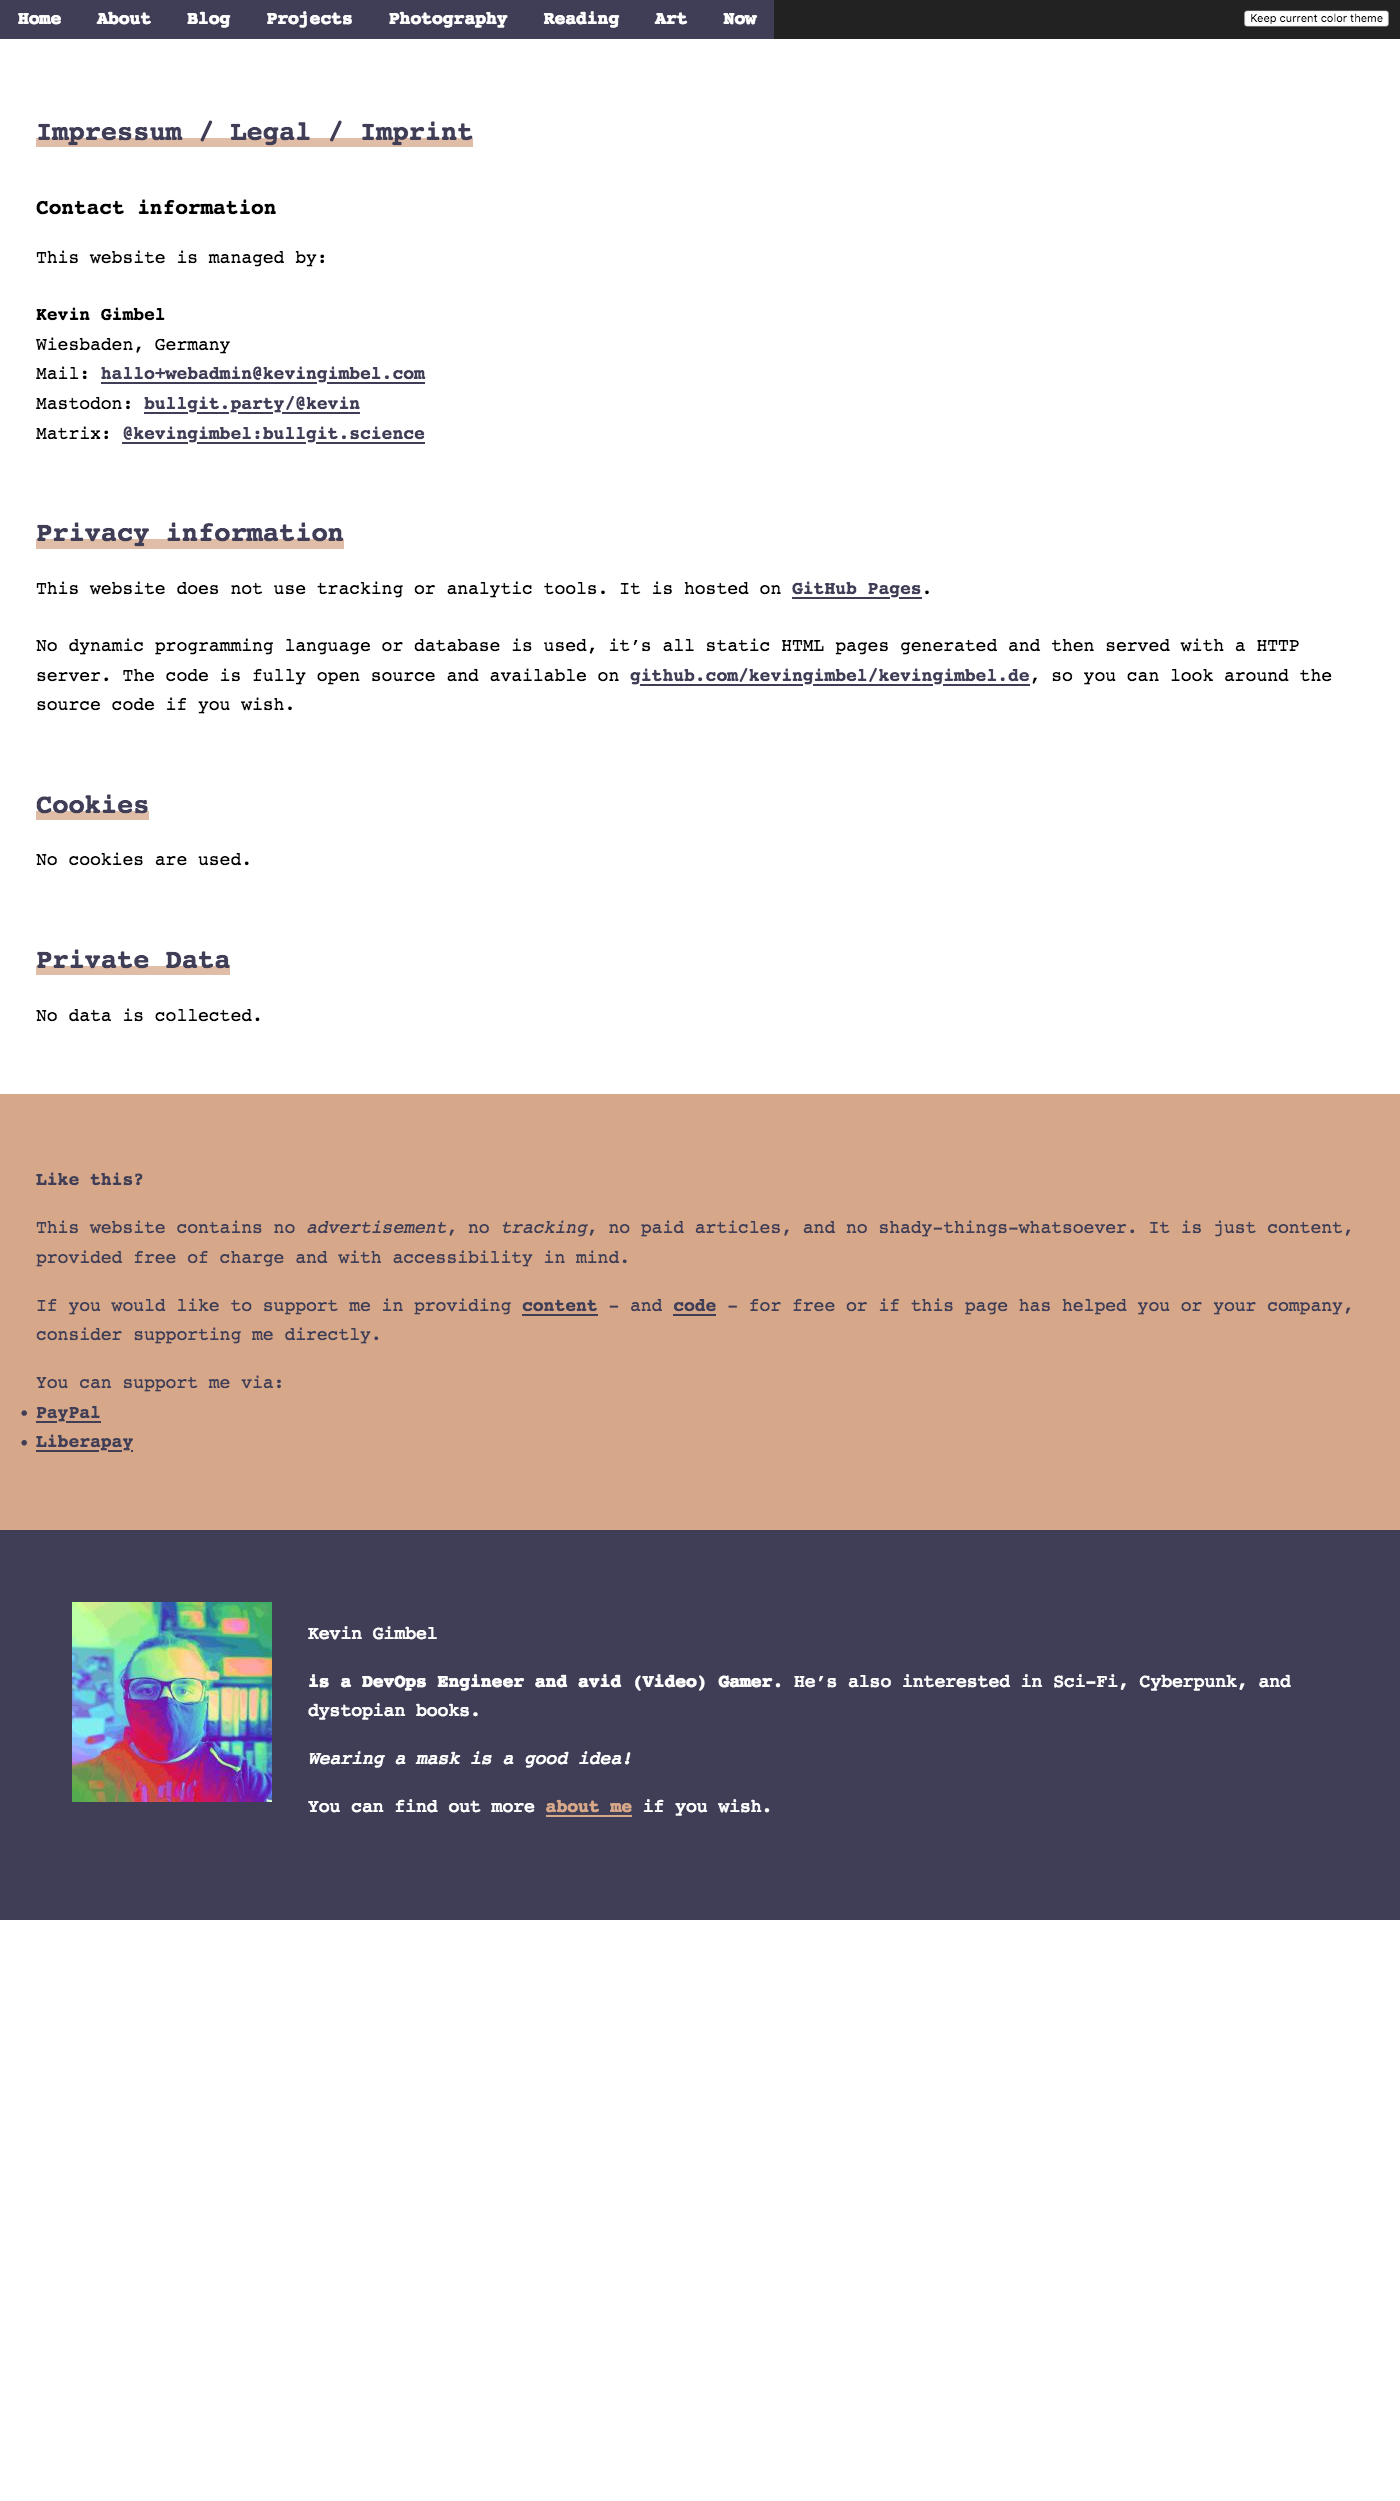 Home About Blog Projects Photography Reading Art Now Keep current color theme
Impressum / Legal / Imprint
Contact information
This website is managed by:
Kevin Gimbel
Wiesbaden, Germany
Mail: hallo+webadmin@kevingimbel.com
Mastodon: bullgit.party/@kevin
Matrix: @kevingimbel:bullgit.science
Privacy information
This website does not use tracking or analytic tools. It is hosted on GitHub Pages.
No dynamic programming language or database is used, it’s all static HTML pages generated and then served with a HTTP
server. The code is fully open source and available on github.com/kevingimbel/kevingimbel.de, so you can look around the
source code if you wish.
Cookies
No cookies are used.
Private Data
No data is collected.
Like this?
This website contains no advertisement, no tracking, no paid articles, and no shady-things-whatsoever. It is just content,
provided free of charge and with accessibility in mind.
If you would like to support me in providing content - and code - for free or if this page has helped you or your company,
consider supporting me directly.
You can support me via:
• PayPal
• Liberapay
Kevin Gimbel
is a DevOps Engineer and avid (Video) Gamer. He’s also interested in Sci-Fi, Cyberpunk, and
dystopian books.
Wearing a mask is a good idea!
You can find out more about me if you wish.